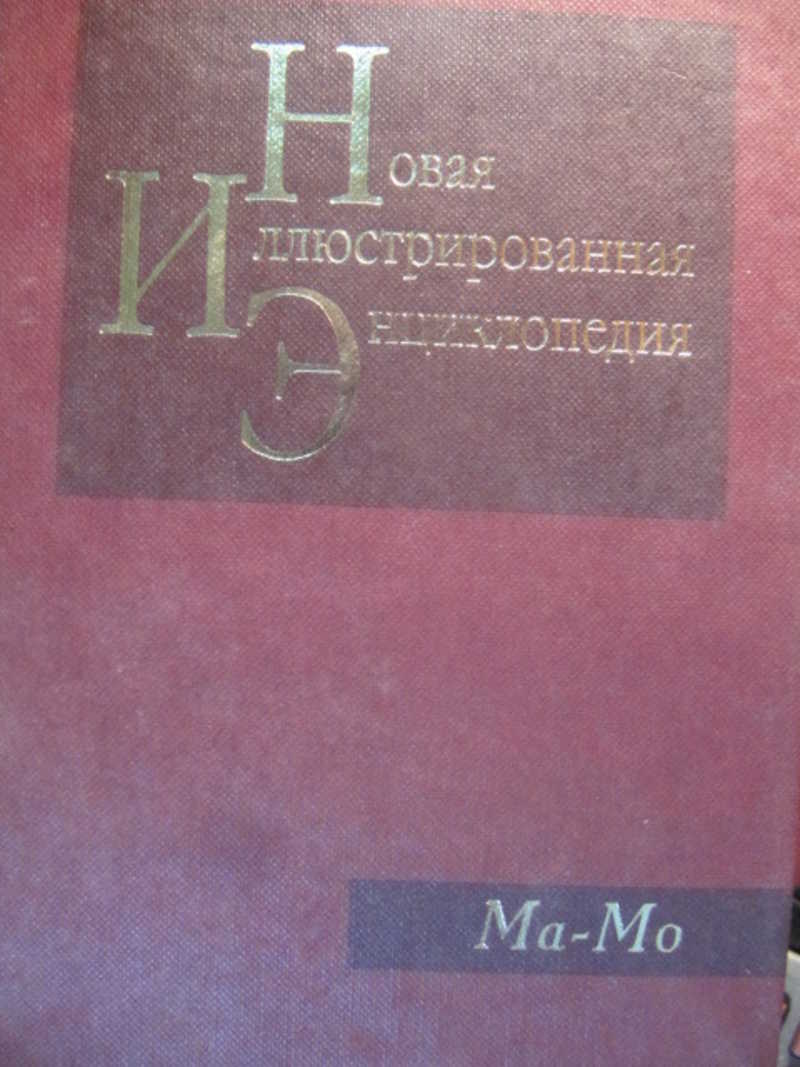 Новая
Иллюстрированная
Энциклопедия
Ма-Мо